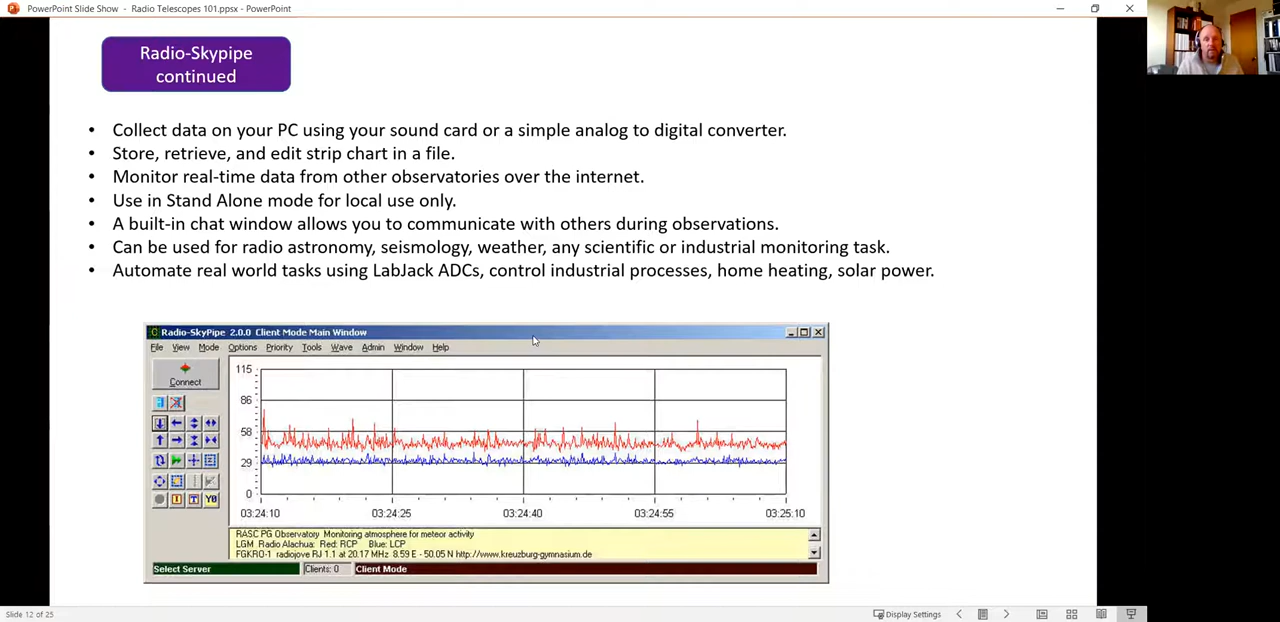 PowerPoint Slide Show - Radio Telescopes 101.ppsx - PowerPoint
Radio-Skypipe
continued
• Collect data on your PC using your sound card or a simple analog to digital converter.
• Store, retrieve, and edit strip chart in a file.
• Monitor real-time data from other observatories over the internet.
• Use in Stand Alone mode for local use only.
• A built-in chat window allows you to communicate with others during observations.
• Can be used for radio astronomy, seismology, weather, any scientific or industrial monitoring task.
• Automate real world tasks using LabJack ADCs, control industrial processes, home heating, solar power.
Radio-SkyPipe 2.0.0 Client Mode Main Window
File View Mode Options Priority Tools Wave Admin Window Help
Connect
115
86
58
29
0
03:24:10 03:24:25 03:24:40 03:24:55 03:25:10
RASC PG Observatory Monitoring atmosphere for meteor activity
LGM Radio Alachua: Red: RCP Blue: LCP
FGKRO-1 radiojove RJ 1.1 at 20.17 MHz 8.59 E - 50.05 N http://www.kreuzburg-gymnasium.de
Select Server Clients: 0 Client Mode
Slide 12 of 25 Display Settings